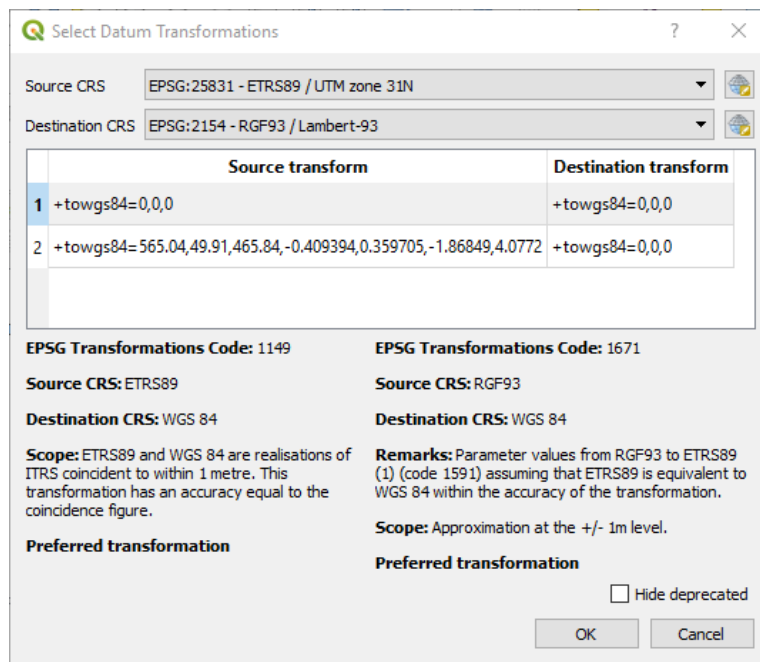 Select Datum Transformations
Source CRS EPSG:25831 - ETRS89 / UTM zone 31N
Destination CRS EPSG:2154 - RGF93 / Lambert-93
Source transform Destination transform
1 +towgs84=0,0,0 +towgs84=0,0,0
2 +towgs84=565.04,49.91,465.84,-0.409394,0.359705,-1.86849,4.0772 +towgs84=0,0,0
EPSG Transformations Code: 1149
Source CRS: ETRS89
Destination CRS: WGS 84
Scope: ETRS89 and WGS 84 are realisations of
ITRS coincident to within 1 metre. This
transformation has an accuracy equal to the
coincidence figure.
Preferred transformation
EPSG Transformations Code: 1671
Source CRS: RGF93
Destination CRS: WGS 84
Remarks: Parameter values from RGF93 to ETRS89
(1) (code 1591) assuming that ETRS89 is equivalent to
WGS 84 within the accuracy of the transformation.
Scope: Approximation at the +/- 1m level.
Preferred transformation
Hide deprecated
OK Cancel